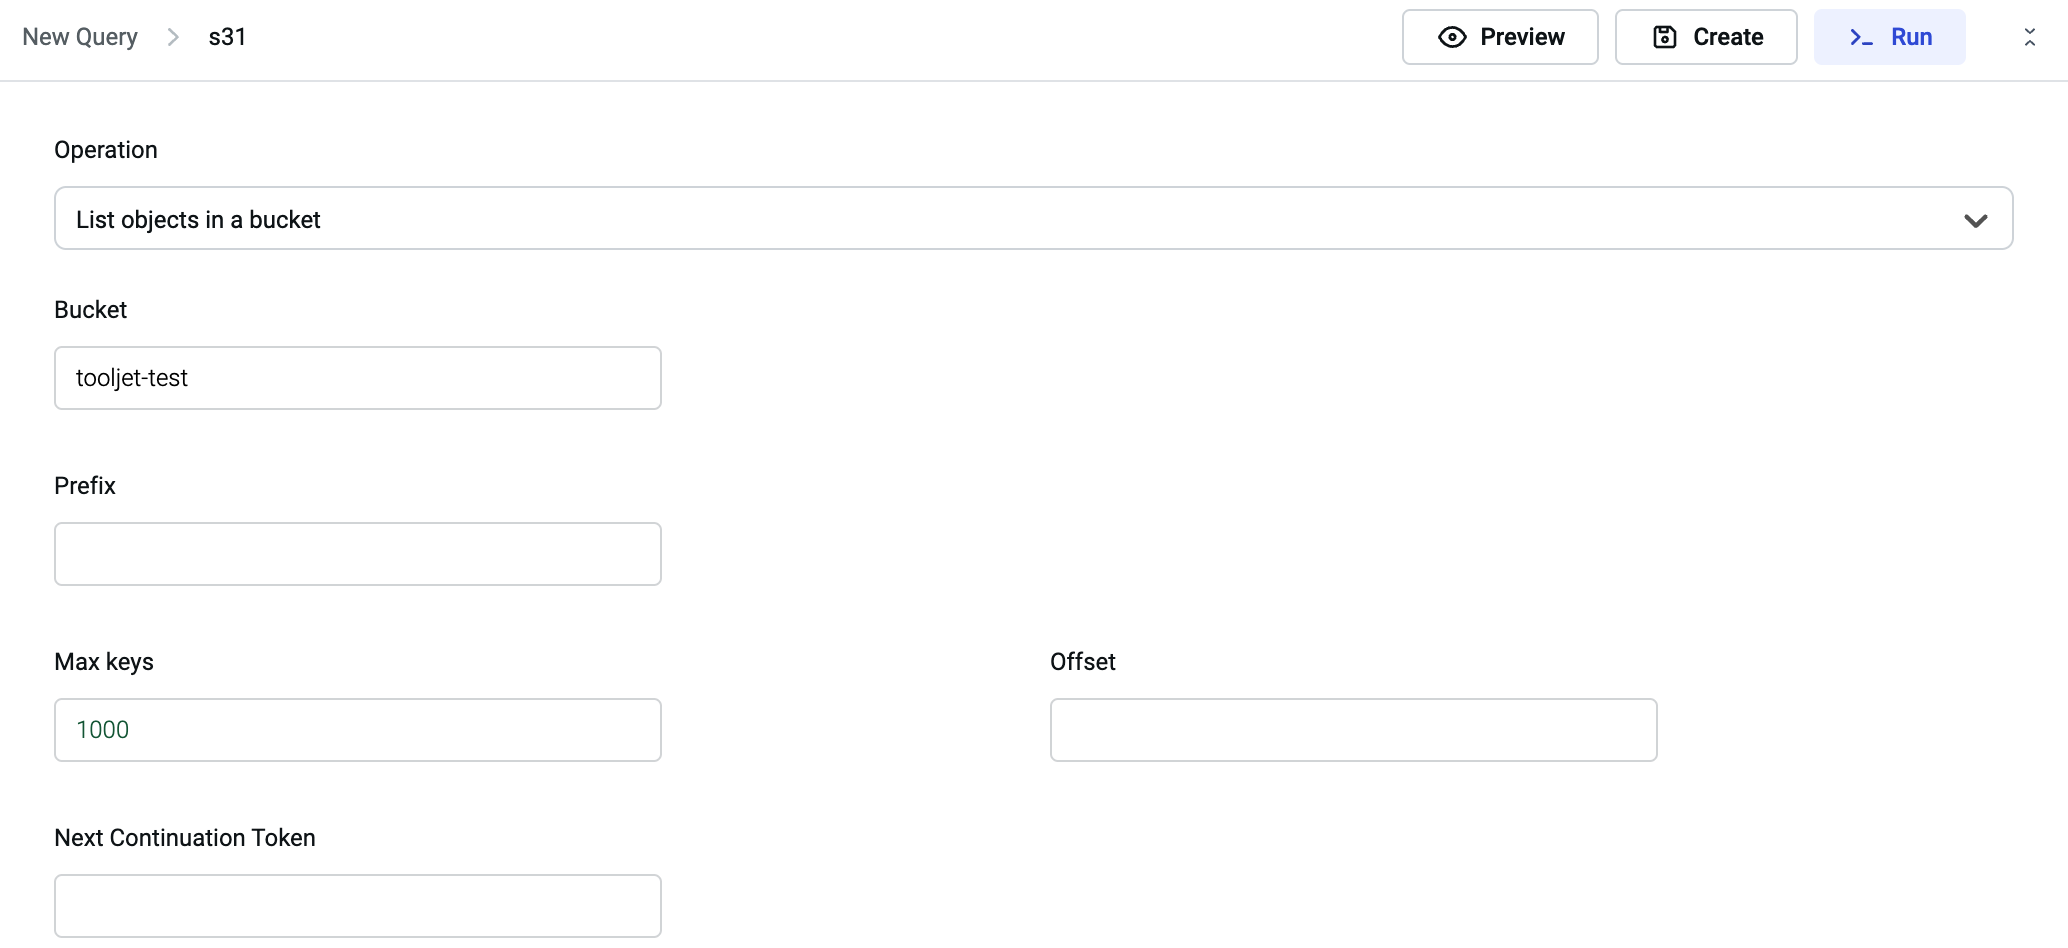 New Query > s31 Preview Create >_ Run
Operation
List objects in a bucket
Bucket
tooljet-test
Prefix
Max keys Offset
1000
Next Continuation Token